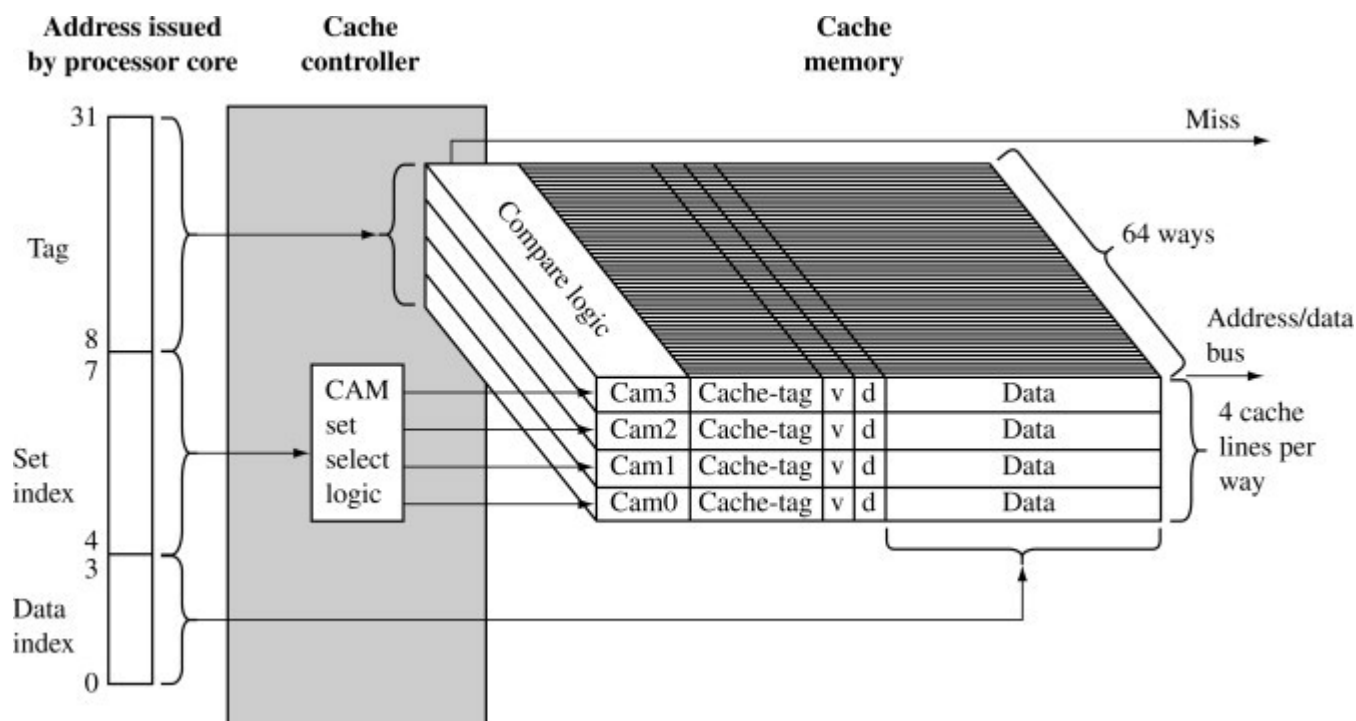 Address issued
by processor core
Cache
controller
Cache
memory
31
Miss
Tag
Compare logic
64 ways
8
7
Address/data
bus
CAM
set
select
logic
Cam3 Cache-tag v d Data
Cam2 Cache-tag v d Data
Cam1 Cache-tag v d Data
Cam0 Cache-tag v d Data
4 cache
lines per
way
Set
index
4
3
Data
index
0